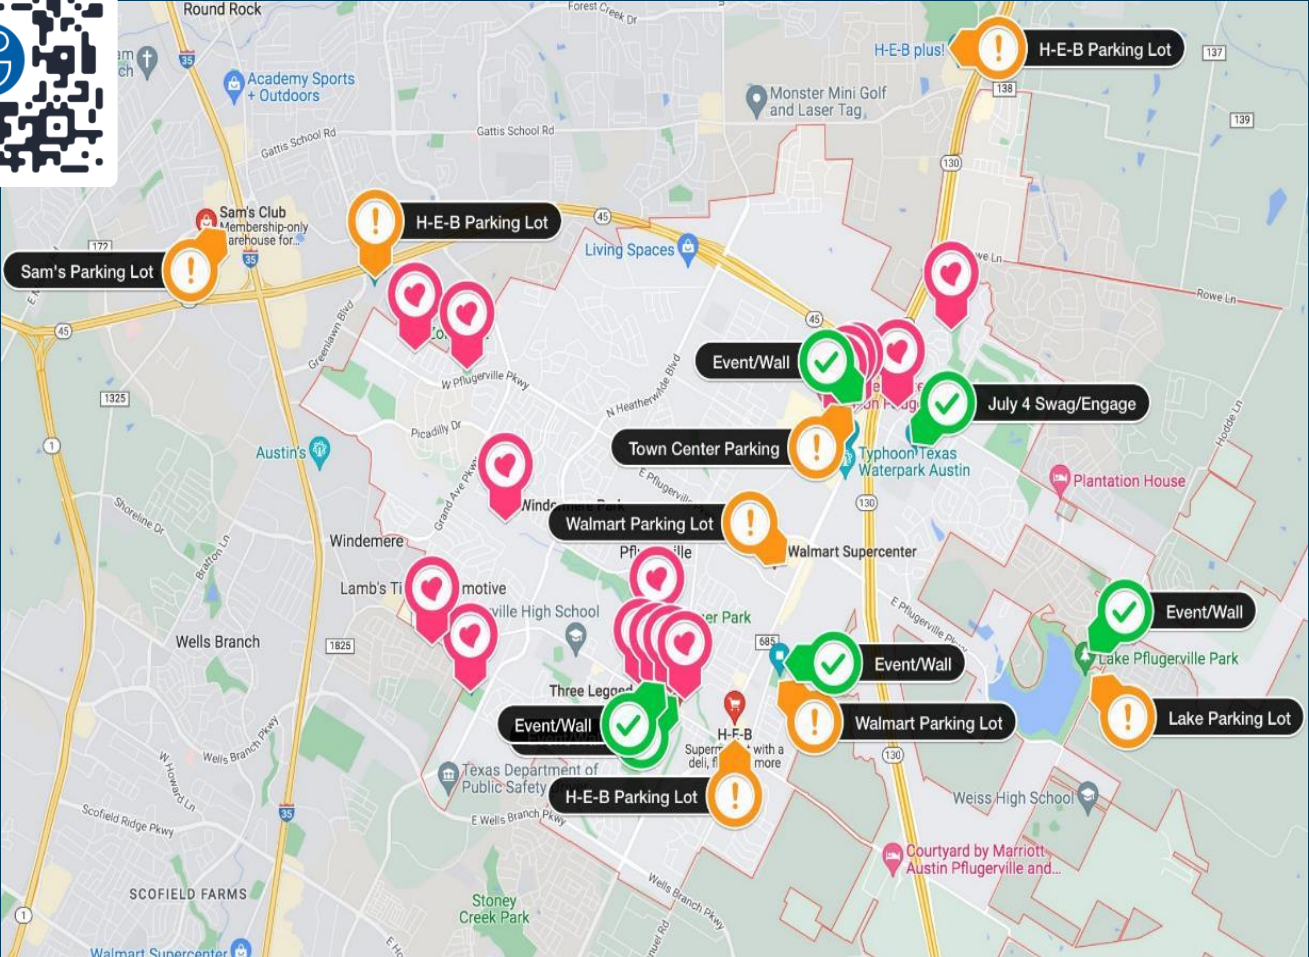 Round Rock
Forest Creek Dr
H-E-B plus!
H-E-B Parking Lot
137
35
Academy Sports
+ Outdoors
138
Monster Mini Golf
and Laser Tag
139
Gattis School Rd
Gattis School Rd
130
Sam's Club
Membership-only
warehouse for...
H-E-B Parking Lot
45
172
35
Living Spaces
Sam's Parking Lot
Rowe Ln
45
45
Greenlawn Blvd
Event/Wall
W Pflugerville Pkwy
N Heatherwilde Blvd
1325
July 4 Swag/Engage
Hodde Ln
Picadilly Dr
1
Austin's
Town Center Parking
Typhoon Texas
Waterpark Austin
Plantation House
Grand Ave Pkwy
E Pflugerville
130
Shoreline Dr
Walmart Parking Lot
Windemere
Walmart Supercenter
Bratton Ln
Lamb's Ti
motive
ville High School
E Pflugerville Pkwy
Event/Wall
Wells Branch
1825
685
Event/Wall
Lake Pflugerville Park
Three Legged
Event/Wall
Walmart Parking Lot
Lake Parking Lot
H-E-B
deli,
more
Wells Branch Pkwy
130
W Howard Ln
Texas Department of
Public Safety
H-E-B Parking Lot
Weiss High School
35
Scofield Ridge Pkwy
E Wells Branch Pkwy
Courtyard by Marriott
Austin Pflugerville and...
SCOFIELD FARMS
Wells Branch Pkwy
Stoney
Creek Park
1
Walmart Supercenter